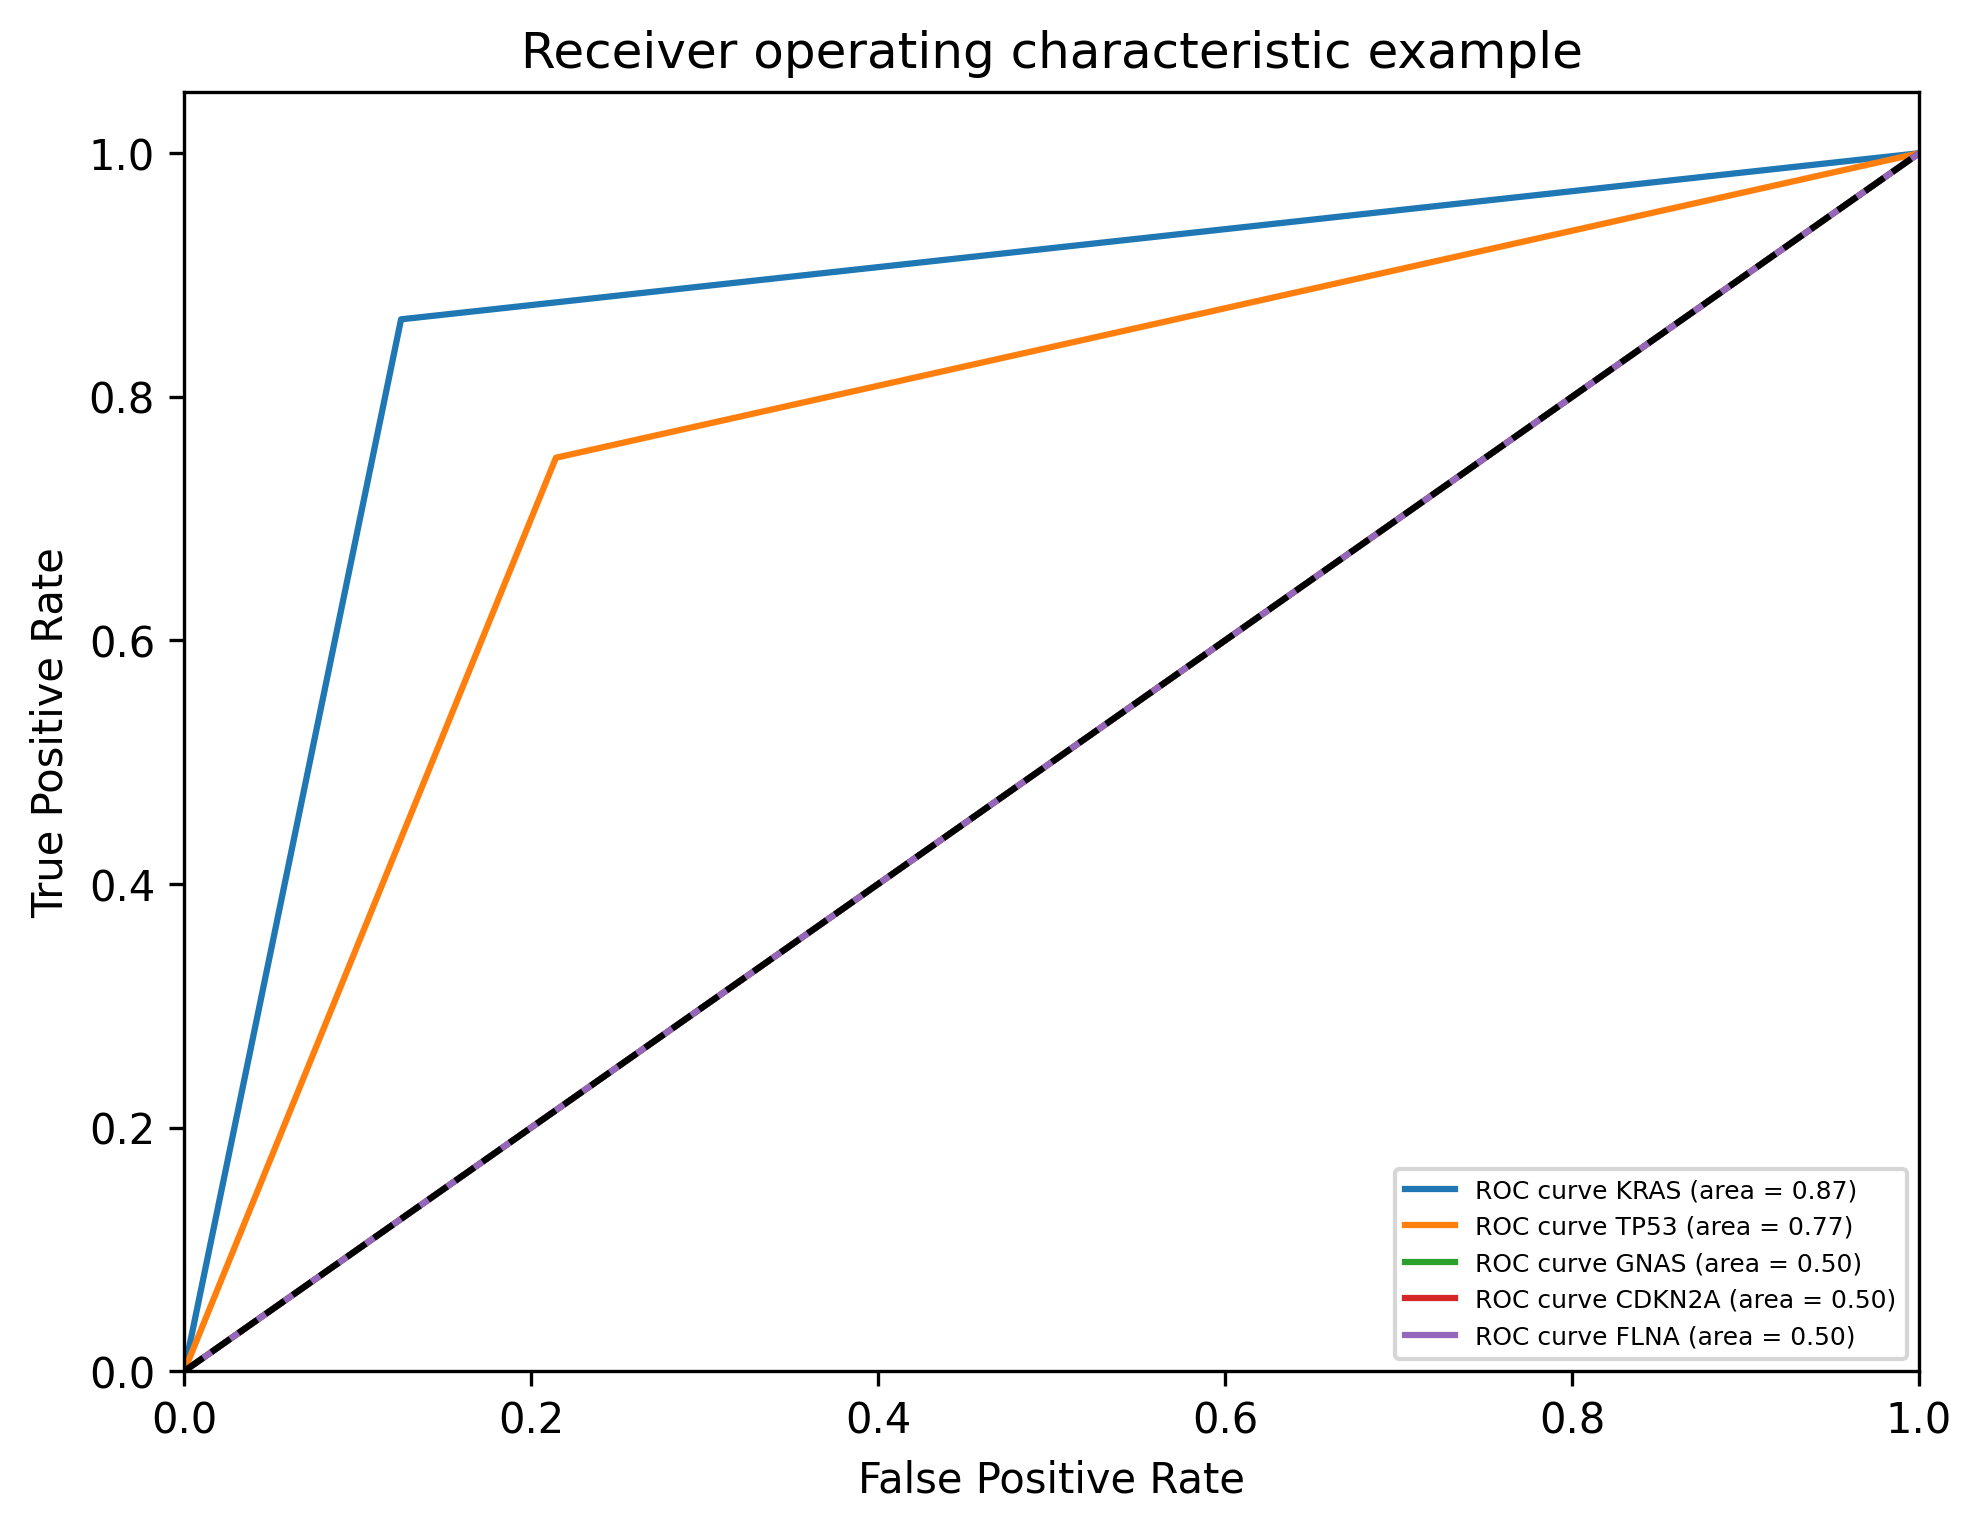 Receiver operating characteristic example
True Positive Rate
1.0
0.8
0.6
0.4
0.2
0.0
ROC curve KRAS (area = 0.87)
ROC curve TP53 (area = 0.77)
ROC curve GNAS (area = 0.50)
ROC curve CDKN2A (area = 0.50)
ROC curve FLNA (area = 0.50)
0.0 0.2 0.4 0.6 0.8 1.0
False Positive Rate